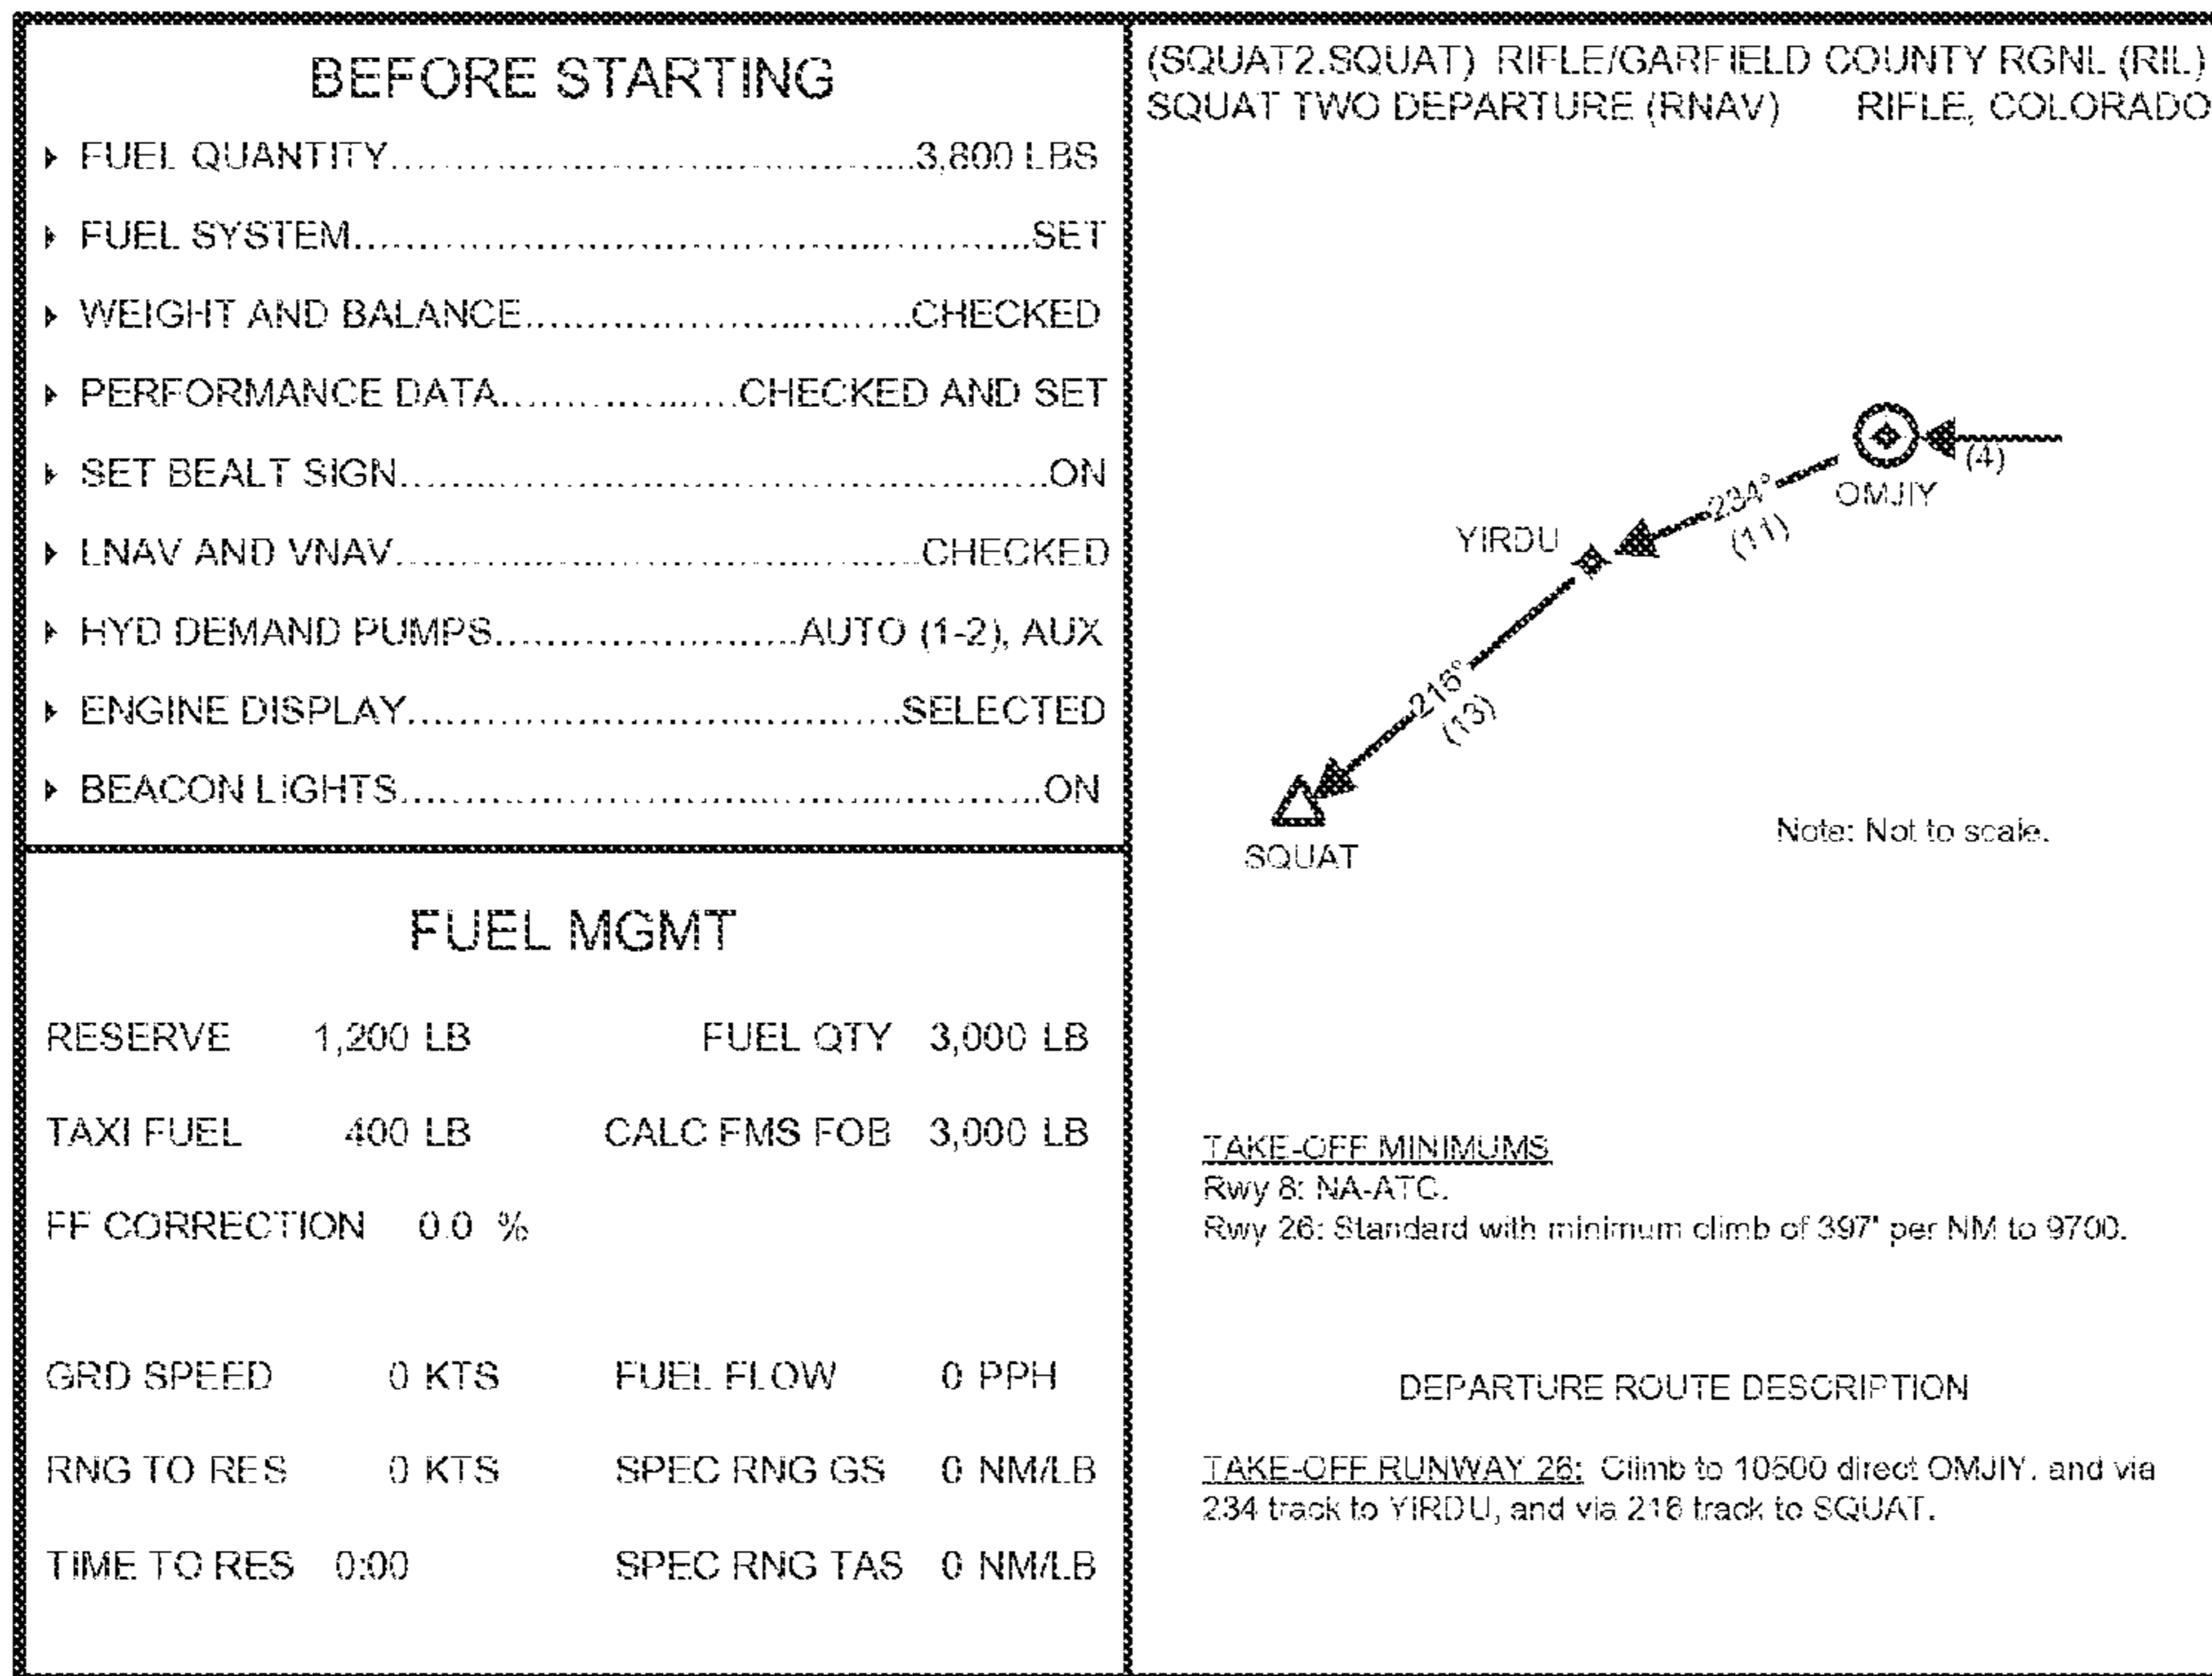 BEFORE STARTING
FUEL QUANTITY........................................3,800 LBS
FUEL SYSTEM....................................................SET
WEIGHT AND BALANCE..............................CHECKED
PERFORMANCE DATA..................CHECKED AND SET
SET BEALT SIGN..................................................ON
LNAV AND VNAV........................................CHECKED
HYD DEMAND PUMPS.......................AUTO (1-2), AUX
ENGINE DISPLAY......................................SELECTED
BEACON LIGHTS.................................................ON
FUEL MGMT
RESERVE 1,200 LB FUEL QTY 3,000 LB
TAXI FUEL 400 LB CALC FMS FOB 3,000 LB
FF CORRECTION 0.0 %
GRD SPEED 0 KTS FUEL FLOW 0 PPH
RNG TO RES 0 KTS SPEC RNG GS 0 NM/LB
TIME TO RES 0:00 SPEC RNG TAS 0 NM/LB
(SQUAT2.SQUAT) RIFLE/GARFIELD COUNTY RGNL (RIL)
SQUAT TWO DEPARTURE (RNAV) RIFLE, COLORADO
(4)
OMJIY
234°
(11)
YIRDU
216°
(13)
SQUAT
Note: Not to scale.
TAKE-OFF MINIMUMS
Rwy 8: NA-ATC.
Rwy 26: Standard with minimum climb of 397' per NM to 9700.
DEPARTURE ROUTE DESCRIPTION
TAKE-OFF RUNWAY 26: Climb to 10500 direct OMJIY, and via
234 track to YIRDU, and via 216 track to SQUAT.